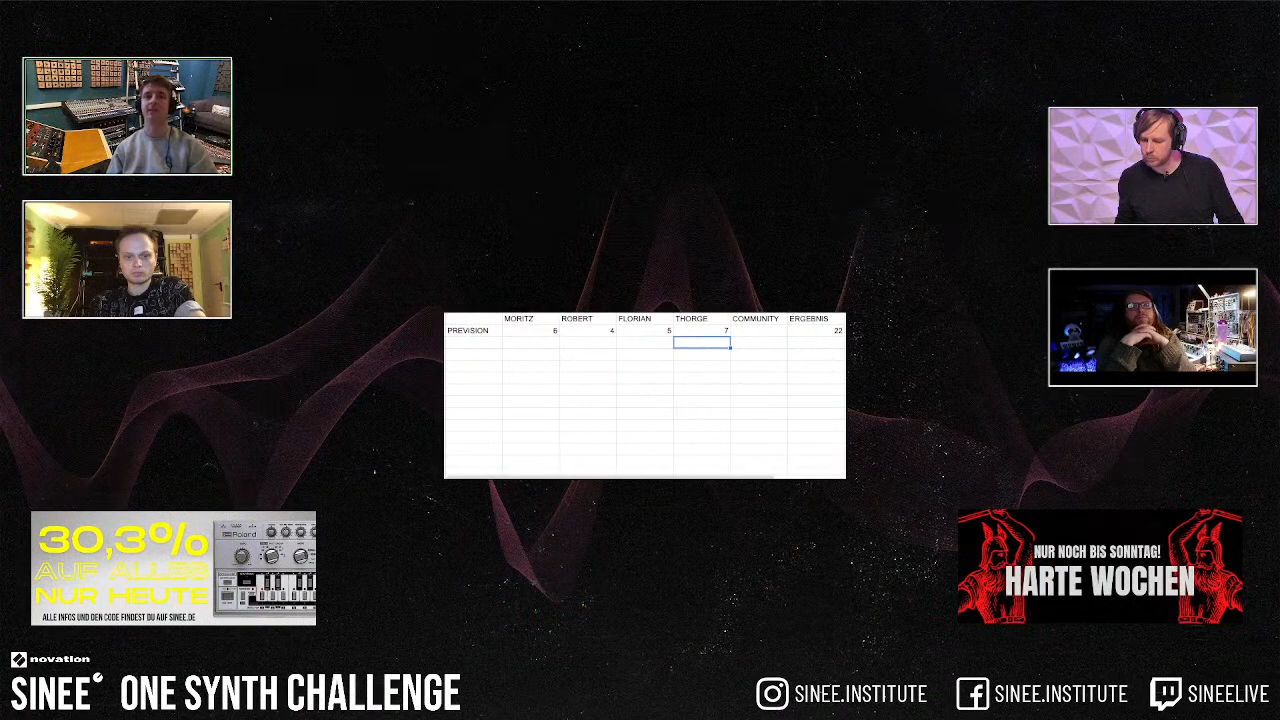 MORITZ ROBERT FLORIAN THORGE COMMUNITY ERGEBNIS
PREVISION 6 4 5 7 22
30,3%
AUF ALLES
NUR HEUTE
ALLE INFOS UND DEN CODE FINDEST DU AUF SINEE.DE
Roland
NUR NOCH BIS SONNTAG!
HARTE WOCHEN
novation
SINEE ONE SYNTH CHALLENGE
SINEE.INSTITUTE
SINEE.INSTITUTE
SINEELIVE